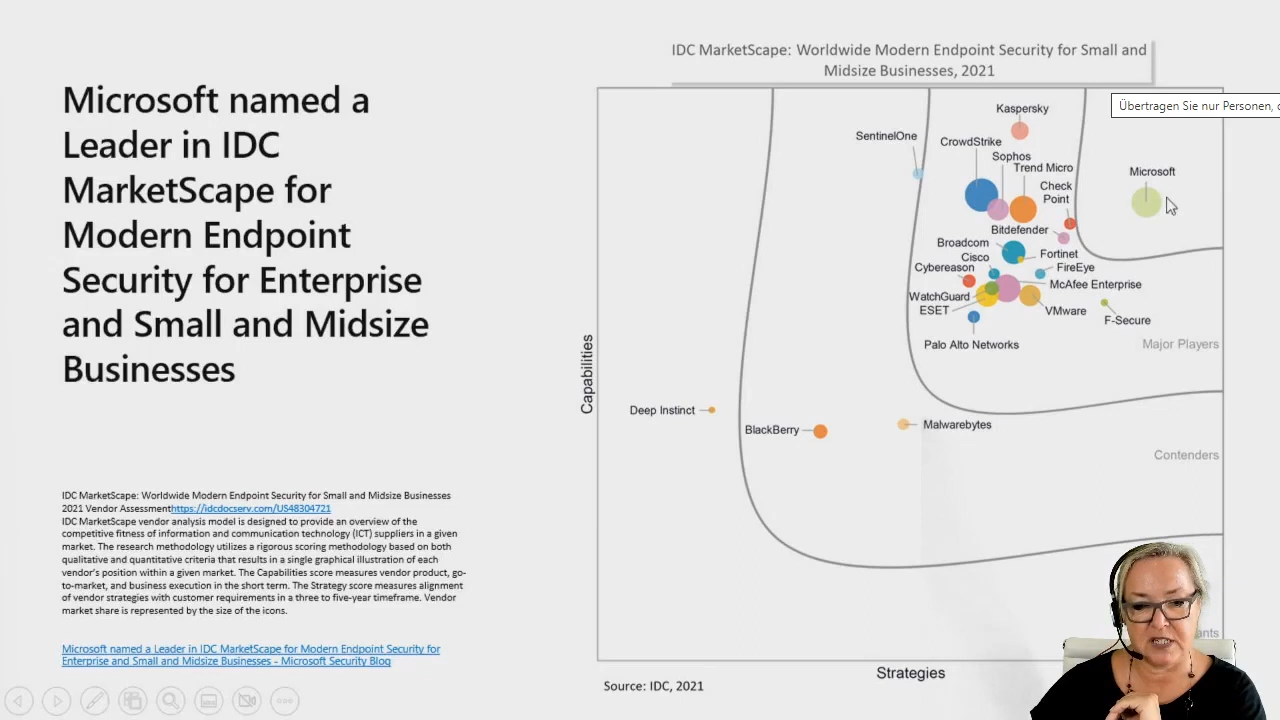 Microsoft named a
Leader in IDC
MarketScape for
Modern Endpoint
Security for Enterprise
and Small and Midsize
Businesses
IDC MarketScape: Worldwide Modern Endpoint Security for Small and Midsize Businesses
2021 Vendor Assessmenthttps://idcdocserv.com/US48304721
IDC MarketScape vendor analysis model is designed to provide an overview of the
competitive fitness of information and communication technology (ICT) suppliers in a given
market. The research methodology utilizes a rigorous scoring methodology based on both
qualitative and quantitative criteria that results in a single graphical illustration of each
vendor's position within a given market. The Capabilities score measures vendor product, go-
to-market, and business execution in the short term. The Strategy score measures alignment
of vendor strategies with customer requirements in a three to five-year timeframe. Vendor
market share is represented by the size of the icons.
Microsoft named a Leader in IDC MarketScape for Modern Endpoint Security for
Enterprise and Small and Midsize Businesses - Microsoft Security Blog
IDC MarketScape: Worldwide Modern Endpoint Security for Small and
Midsize Businesses, 2021
Übertragen Sie nur Personen,
Kaspersky
SentinelOne
CrowdStrike
Sophos
Trend Micro
Microsoft
Check
Point
Bitdefender
Broadcom
Fortinet
Cisco
Cybereason
FireEye
McAfee Enterprise
WatchGuard
ESET
VMware
F-Secure
Palo Alto Networks
Major Players
Capabilities
Deep Instinct
BlackBerry
Malwarebytes
Contenders
Strategies
Source: IDC, 2021